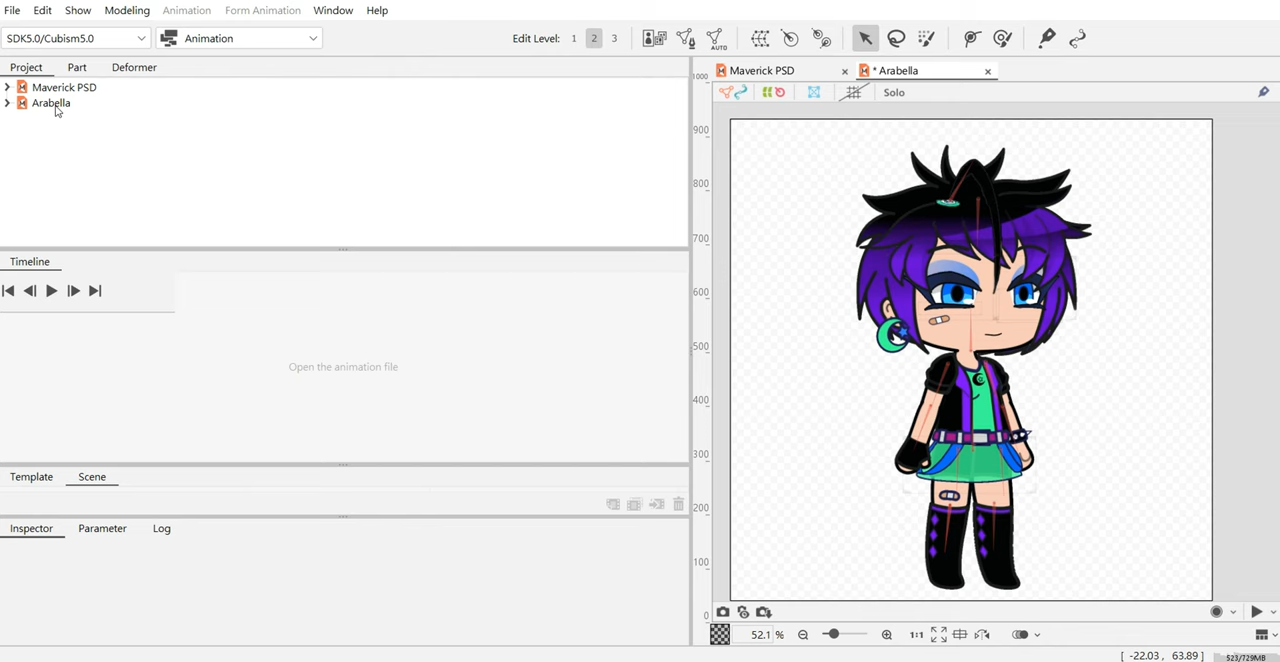 File Edit Show Modeling Animation Form Animation Window Help
SDK5.0/Cubism5.0 Animation Edit Level: 1 2 3 AUTO
Project Part Deformer
Maverick PSD
Arabella
Timeline
Open the animation file
Template Scene
Inspector Parameter Log
Maverick PSD x * Arabella x
Solo
1000
900
800
700
600
500
400
300
200
100
0
52.1 % 1:1
[ -22.03 , 63.89 ] 523/729MB